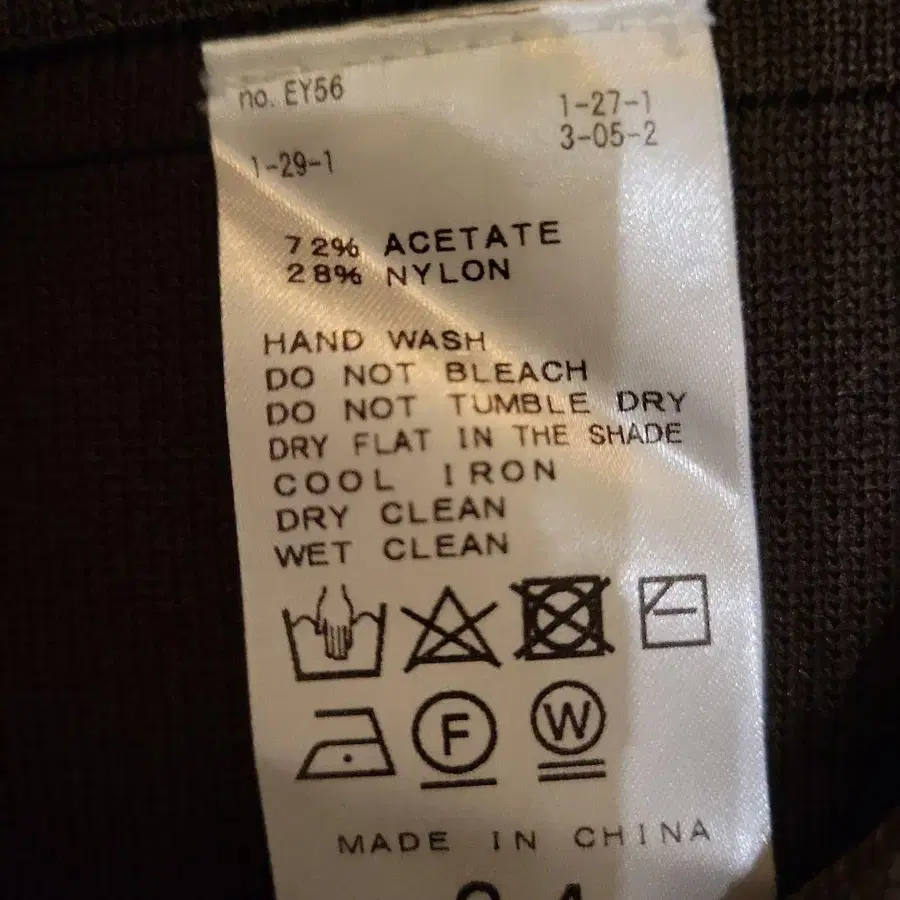 no. EY56
1-27-1
3-05-2
1-29-1
72% ACETATE
28% NYLON
HAND WASH
DO NOT BLEACH
DO NOT TUMBLE DRY
DRY FLAT IN THE SHADE
COOL IRON
DRY CLEAN
WET CLEAN
F
W
MADE IN CHINA